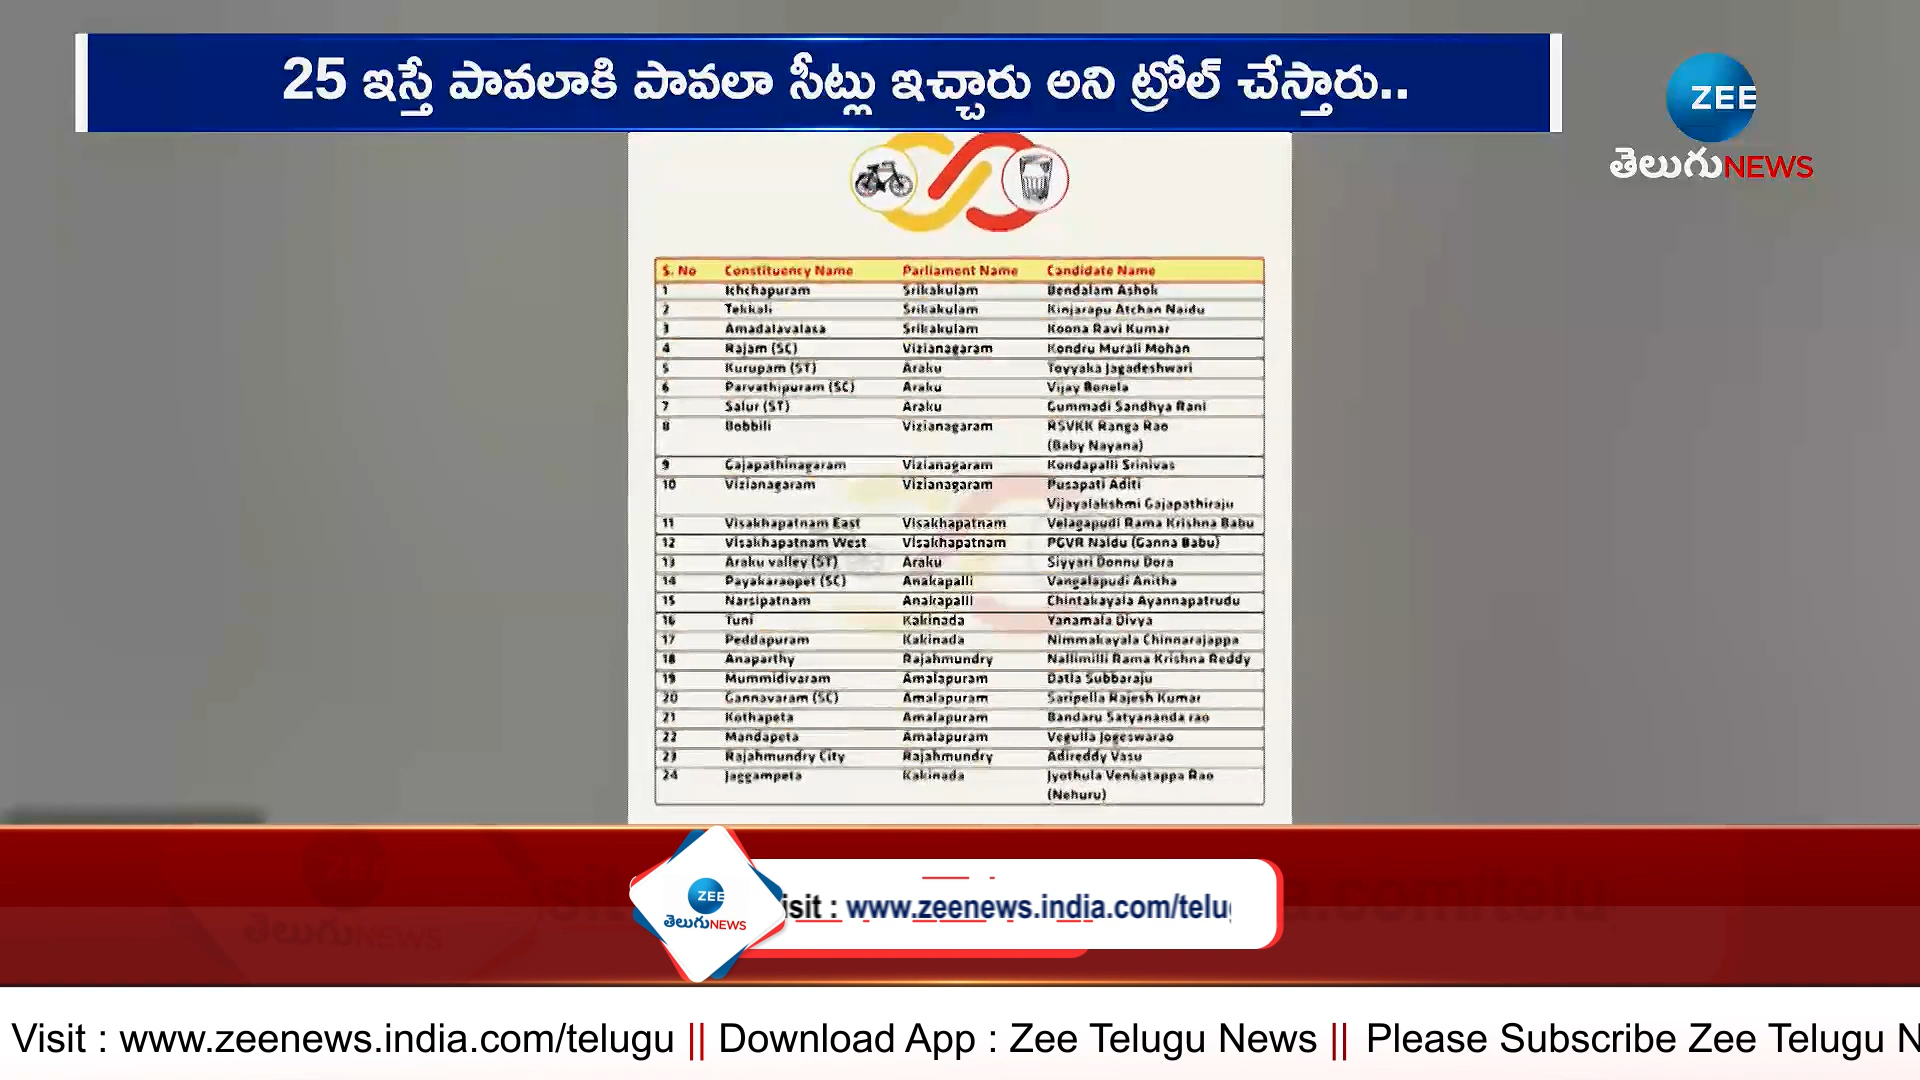 25 ఇస్తే పావలాకి పావలా సీట్లు ఇచ్చారు అని ట్రోల్ చేస్తారు..
ZEE
తెలుగు NEWS
S. No Constituency Name Parliament Name Candidate Name
1 Ichchapuram Srikakulam Bendalam Ashok
2 Tekkali Srikakulam Kinjarapu Atchan Naidu
3 Amadalavalasa Srikakulam Koona Ravi Kumar
4 Rajam (SC) Vizianagaram Kondru Murali Mohan
5 Kurupam (ST) Araku Toyyaka Jagadeshwari
6 Parvathipuram (SC) Araku Vijay Bonela
7 Salur (ST) Araku Gummadi Sandhya Rani
8 Bobbili Vizianagaram RSVKK Ranga Rao
(Baby Nayana)
9 Gajapathinagaram Vizianagaram Kondapalli Srinivas
10 Vizianagaram Vizianagaram Pusapati Aditi
Vijayalakshmi Gajapathiraju
11 Visakhapatnam East Visakhapatnam Velagapudi Rama Krishna Babu
12 Visakhapatnam West Visakhapatnam PGVR Naidu (Ganna Babu)
13 Araku valley (ST) Araku Siyyari Donnu Dora
14 Payakaraopet (SC) Anakapalli Vangalapudi Anitha
15 Narsipatnam Anakapalli Chintakayala Ayannapatrudu
16 Tuni Kakinada Yanamala Divya
17 Peddapuram Kakinada Nimmakayala Chinnarajappa
18 Anaparthy Rajahmundry Nallimilli Rama Krishna Reddy
19 Mummidivaram Amalapuram Datla Subbaraju
20 Gannavaram (SC) Amalapuram Saripella Rajesh Kumar
21 Kothapeta Amalapuram Bandaru Satyananda rao
22 Mandapeta Amalapuram Vegulla Jogeswarao
23 Rajahmundry City Rajahmundry Adireddy Vasu
24 Jaggampeta Kakinada Jyothula Venkatappa Rao
(Nehuru)
ZEE
తెలుగు NEWS
isit : www.zeenews.india.com/telu
Visit : www.zeenews.india.com/telugu || Download App : Zee Telugu News || Please Subscribe Zee Telugu N